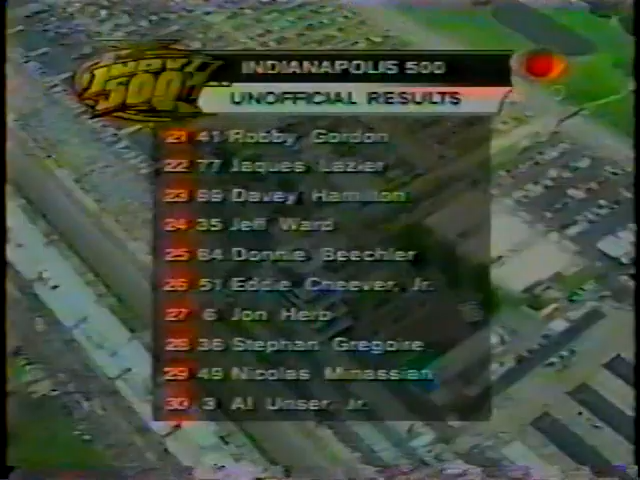 INDY 500
INDIANAPOLIS 500
UNOFFICIAL RESULTS
21 41 Robby Gordon
22 77 Jaques Lazier
23 99 Davey Hamilton
24 35 Jeff Ward
25 84 Donnie Beechler
26 51 Eddie Cheever, Jr.
27 6 Jon Herb
28 36 Stephan Gregoire
29 49 Nicolas Minassian
30 3 Al Unser, Jr.